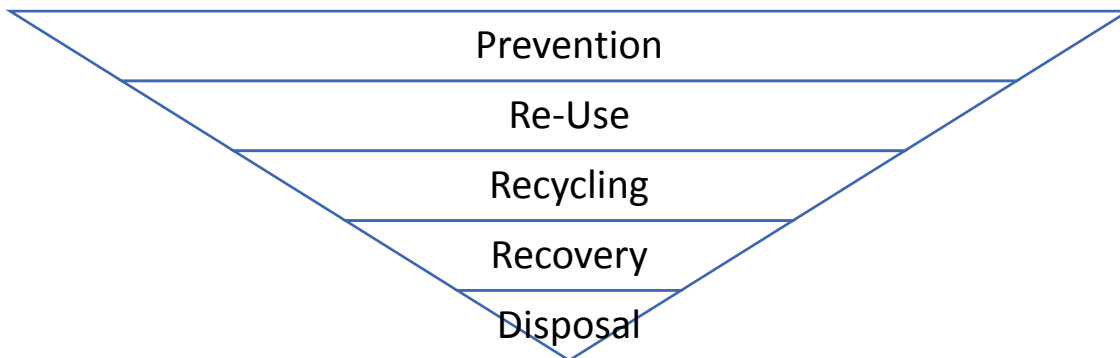 Prevention
Re-Use
Recycling
Recovery
Disposal